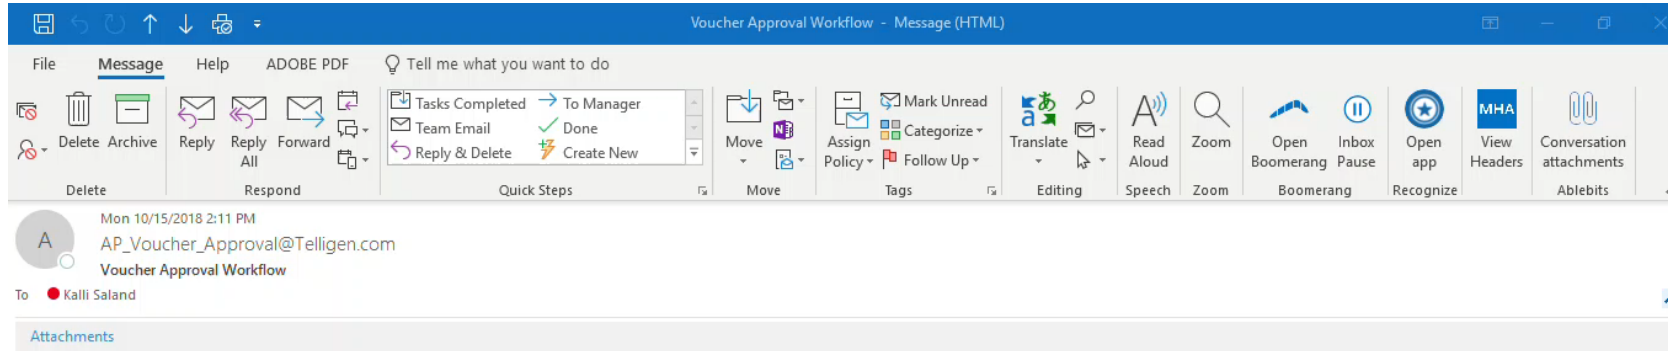 Voucher Approval Workflow - Message (HTML)
File Message Help ADOBE PDF Tell me what you want to do
Delete Archive
Reply Reply All Forward
Tasks Completed To Manager
Team Email Done
Reply & Delete Create New
Move
Assign Policy
Mark Unread
Categorize
Follow Up
Translate
Read Aloud
Zoom
Open Boomerang
Inbox Pause
Open app
MHA
View Headers
Conversation attachments
Delete Respond Quick Steps Move Tags Editing Speech Zoom Boomerang Recognize Ablebits
A
Mon 10/15/2018 2:11 PM
AP_Voucher_Approval@Telligen.com
Voucher Approval Workflow
To Kalli Saland
Attachments